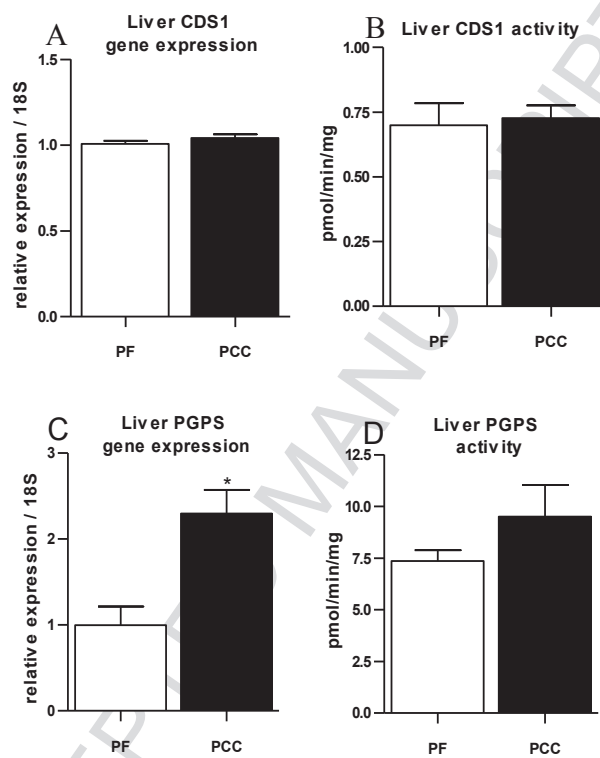 A
Liver CDS1
gene expression
relative expression / 18S
1.5
1.0
0.5
0.0
PF
PCC
B
Liver CDS1 activity
pmol/min/mg
1.00
0.75
0.50
0.25
0.00
PF
PCC
C
Liver PGPS
gene expression
relative expression / 18S
3
2
1
0
*
PF
PCC
D
Liver PGPS
activity
pmol/min/mg
12.5
10.0
7.5
5.0
2.5
0.0
PF
PCC